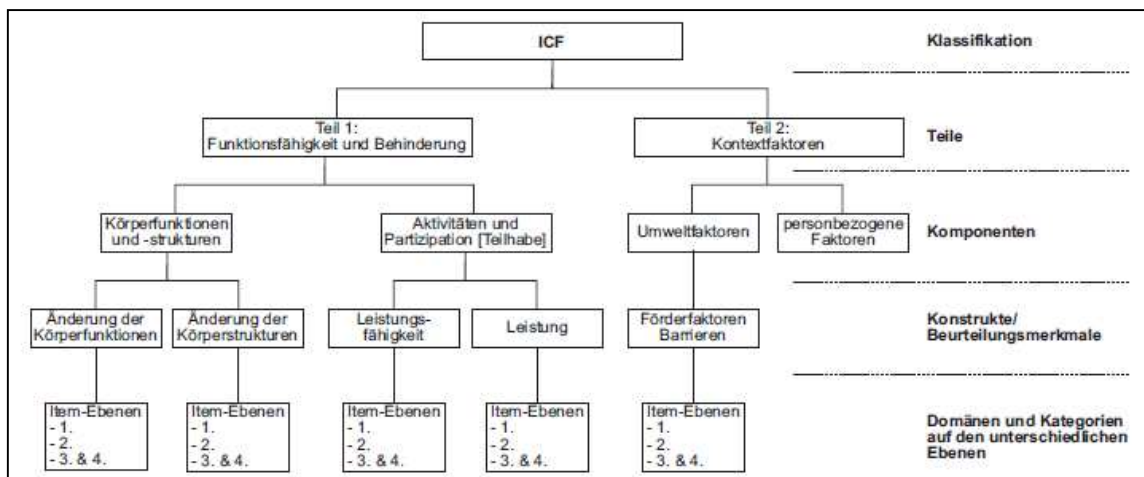 ICF
Klassifikation
Teil 1:
Funktionsfähigkeit und Behinderung
Teil 2:
Kontextfaktoren
Teile
Körperfunktionen
und -strukturen
Aktivitäten und
Partizipation [Teilhabe]
Umweltfaktoren
personbezogene
Faktoren
Komponenten
Änderung der
Körperfunktionen
Änderung der
Körperstrukturen
Leistungs-
fähigkeit
Leistung
Förderfaktoren
Barrieren
Konstrukte/
Beurteilungsmerkmale
Item-Ebenen
- 1.
- 2.
- 3. & 4.
Item-Ebenen
- 1.
- 2.
- 3. & 4.
Item-Ebenen
- 1.
- 2.
- 3. & 4.
Item-Ebenen
- 1.
- 2.
- 3. & 4.
Item-Ebenen
- 1.
- 2.
- 3. & 4.
Domänen und Kategorien
auf den unterschiedlichen
Ebenen